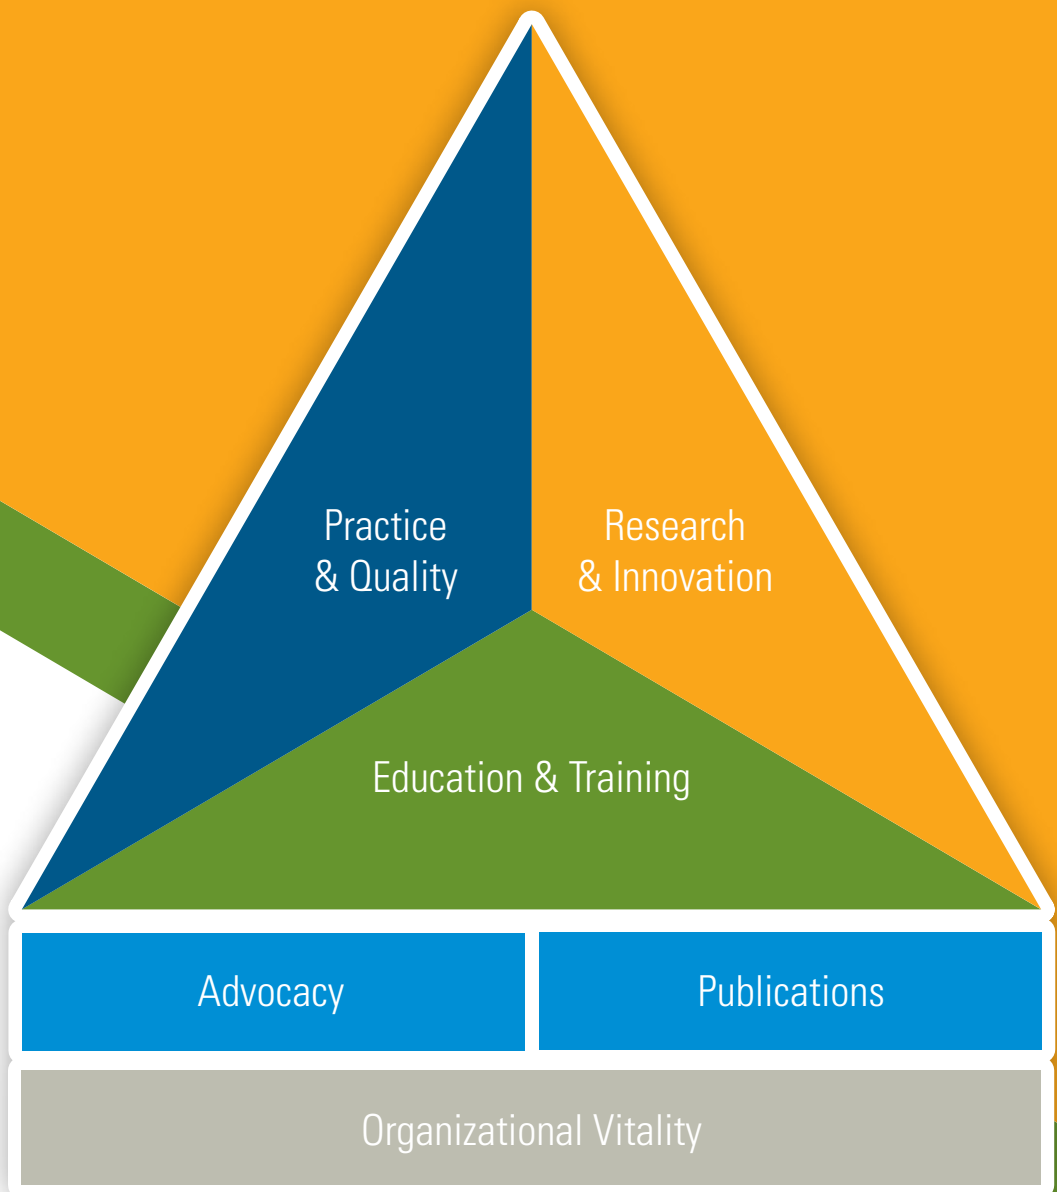 Practice
& Quality
Research
& Innovation
Education & Training
Advocacy
Publications
Organizational Vitality